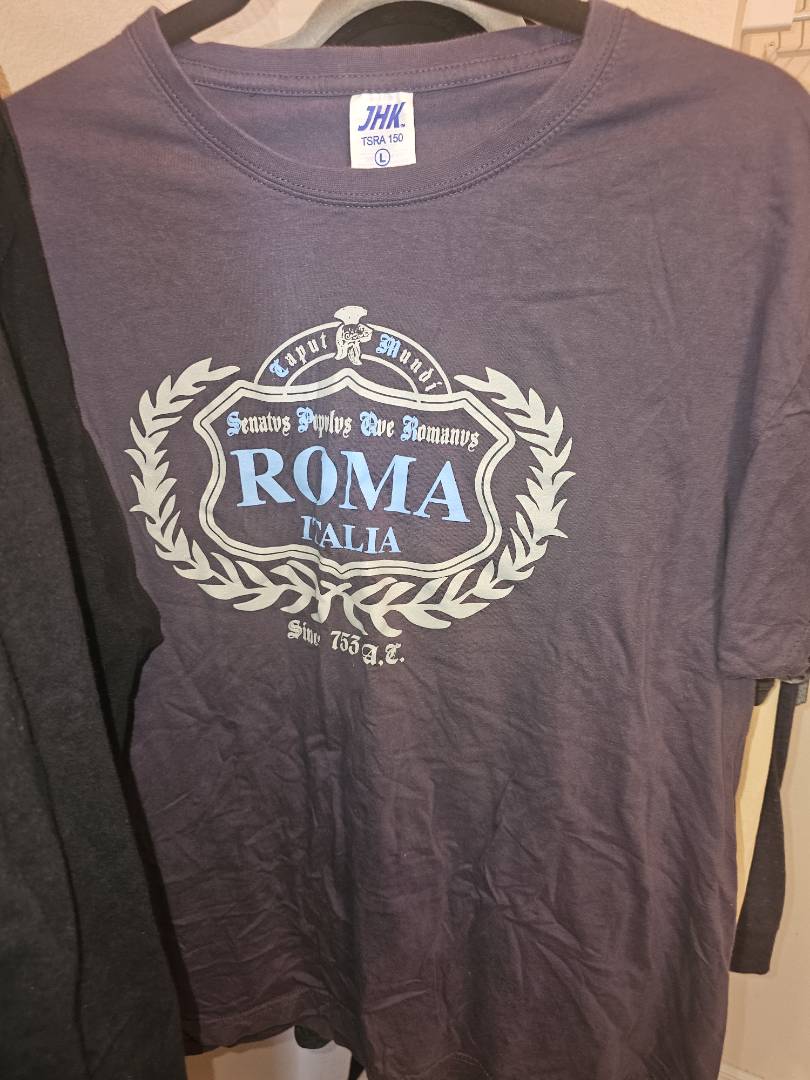 JHK
TSRA 150
L
Caput Mundi
Senatvs Popvlvs Qve Romanvs
ROMA
ITALIA
Since 753 A.C.